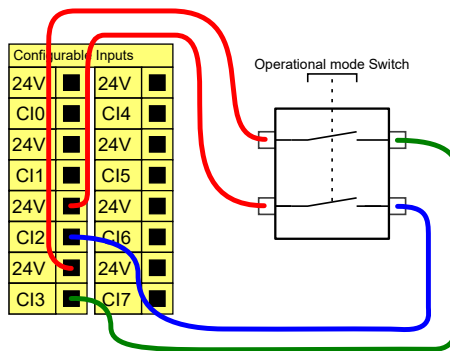 Configurable Inputs
Operational mode Switch
24V 24V
CI0 CI4
24V 24V
CI1 CI5
24V 24V
CI2 CI6
24V 24V
CI3 CI7